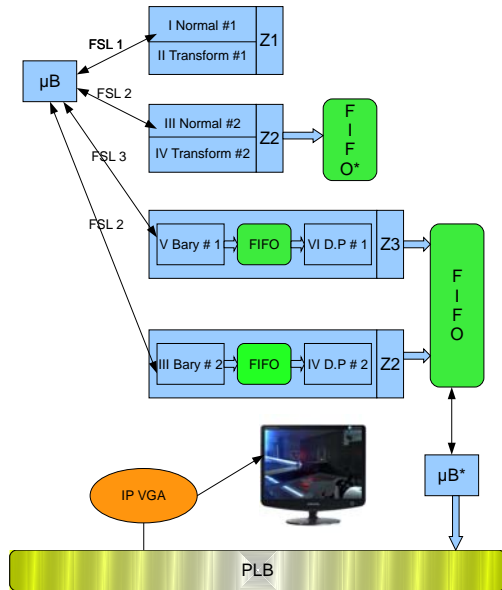 FSL 1
I Normal #1
II Transform #1
Z1
µB
FSL 2
III Normal #2
IV Transform #2
Z2
F
I
F
O*
FSL 3
FSL 2
V Bary # 1
FIFO
VI D.P # 1
Z3
F
I
F
O
III Bary # 2
FIFO
IV D.P # 2
Z2
IP VGA
µB*
PLB